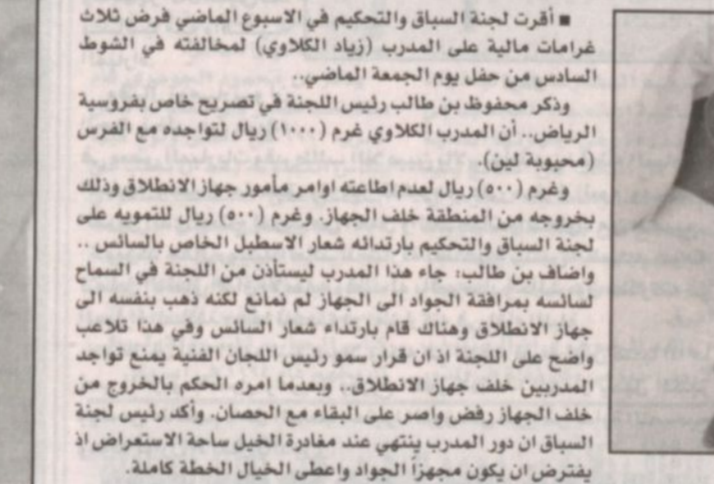 ■ أقرت لجنة السباق والتحكيم في الاسبوع الماضي فرض ثلاث
غرامات مالية على المدرب (زياد الكلاوي) لمخالفته في الشوط
السادس من حفل يوم الجمعة الماضي..
وذكر محفوظ بن طالب رئيس اللجنة في تصريح خاص بفروسية
الرياض.. أن المدرب الكلاوي غرم (١٠٠٠) ريال لتواجده مع الفرس
(محبوبة لين).
وغرم (٥٠٠) ريال لعدم اطاعته اوامر مأمور جهاز الانطلاق وذلك
بخروجه من المنطقة خلف الجهاز. وغرم (٥٠٠) ريال للتمويه على
لجنة السباق والتحكيم بارتدائه شعار الاسطبل الخاص بالسائس ..
واضاف بن طالب: جاء هذا المدرب ليستأذن من اللجنة في السماح
لسائسه بمرافقة الجواد الى الجهاز لم نمانع لكنه ذهب بنفسه الى
جهاز الانطلاق وهناك قام بارتداء شعار السائس وفي هذا تلاعب
واضح على اللجنة اذ ان قرار سمو رئيس اللجان الفنية يمنع تواجد
المدربين خلف جهاز الانطلاق.. وبعدما امره الحكم بالخروج من
خلف الجهاز رفض واصر على البقاء مع الحصان. وأكد رئيس لجنة
السباق ان دور المدرب ينتهي عند مغادرة الخيل ساحة الاستعراض اذ
يفترض ان يكون مجهزاً الجواد واعطى الخيال الخطة كاملة.